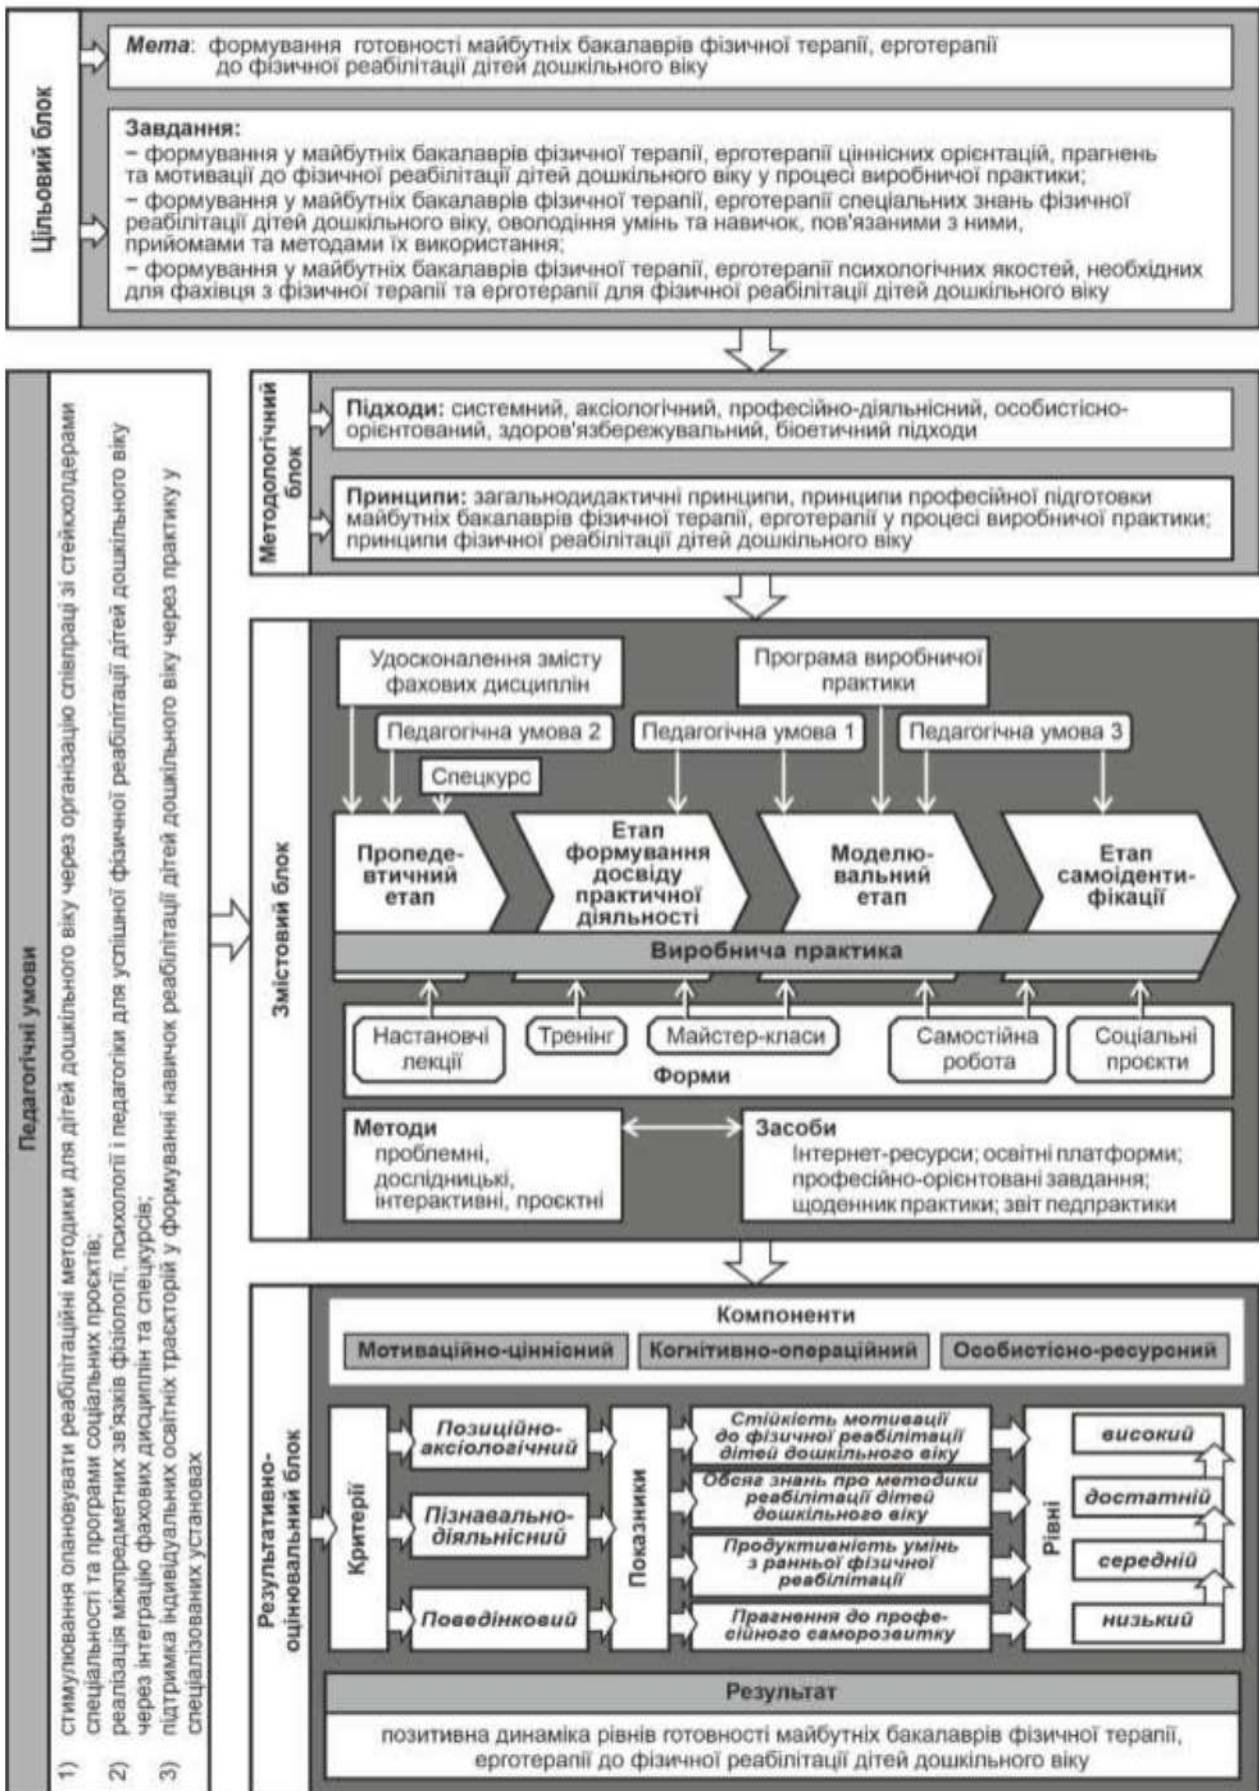 Цільовий блок
Мета: формування готовності майбутніх бакалаврів фізичної терапії, ерготерапії
до фізичної реабілітації дітей дошкільного віку
Завдання:
– формування у майбутніх бакалаврів фізичної терапії, ерготерапії ціннісних орієнтацій, прагнень
та мотивації до фізичної реабілітації дітей дошкільного віку у процесі виробничої практики;
– формування у майбутніх бакалаврів фізичної терапії, ерготерапії спеціальних знань фізичної
реабілітації дітей дошкільного віку, оволодіння умінь та навичок, пов'язаними з ними,
прийомами та методами їх використання;
– формування у майбутніх бакалаврів фізичної терапії, ерготерапії психологічних якостей, необхідних
для фахівця з фізичної терапії та ерготерапії для фізичної реабілітації дітей дошкільного віку
Педагогічні умови
1) стимулювання опановувати реабілітаційні методики для дітей дошкільного віку через організацію співпраці зі стейкхолдерами
спеціальності та програми соціальних проєктів;
2) реалізація міжпредметних зв'язків фізіології, психології і педагогіки для успішної фізичної реабілітації дітей дошкільного віку
через інтеграцію фахових дисциплін та спецкурсів;
3) підтримка індивідуальних освітніх траєкторій у формуванні навичок реабілітації дітей дошкільного віку через практику у
спеціалізованих установах
Методологічний
блок
Підходи: системний, аксіологічний, професійно-діяльнісний, особистісно-
орієнтований, здоров'язбережувальний, біоетичний підходи
Принципи: загальнодидактичні принципи, принципи професійної підготовки
майбутніх бакалаврів фізичної терапії, ерготерапії у процесі виробничої практики;
принципи фізичної реабілітації дітей дошкільного віку
Змістовий блок
Удосконалення змісту
фахових дисциплін
Програма виробничої
практики
Педагогічна умова 2
Педагогічна умова 1
Педагогічна умова 3
Спецкурс
Пропеде-
втичний
етап
Етап
формування
досвіду
практичної
діяльності
Моделю-
вальний
етап
Етап
самоіденти-
фікації
Виробнича практика
Настановчі
лекції
Тренінг
Майстер-класи
Самостійна
робота
Соціальні
проєкти
Форми
Методи
проблемні,
дослідницькі,
інтерактивні, проєктні
Засоби
Інтернет-ресурси; освітні платформи;
професійно-орієнтовані завдання;
щоденник практики; звіт педпрактики
Результативно-
оцінювальний блок
Компоненти
Мотиваційно-ціннісний
Когнітивно-операційний
Особистісно-ресурсний
Критерії
Позиційно-
аксіологічний
Пізнавально-
діяльнісний
Поведінковий
Показники
Стійкість мотивації
до фізичної реабілітації
дітей дошкільного віку
Обсяг знань про методики
реабілітації дітей
дошкільного віку
Продуктивність умінь
з ранньої фізичної
реабілітації
Прагнення до профе-
сійного саморозвитку
Рівні
високий
достатній
середній
низький
Результат
позитивна динаміка рівнів готовності майбутніх бакалаврів фізичної терапії,
ерготерапії до фізичної реабілітації дітей дошкільного віку